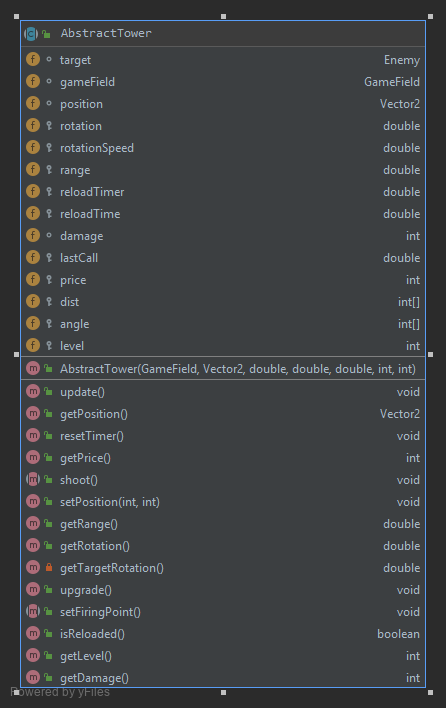 AbstractTower
target Enemy
gameField GameField
position Vector2
rotation double
rotationSpeed double
range double
reloadTimer double
reloadTime double
damage int
lastCall double
price int
dist int[]
angle int[]
level int
AbstractTower(GameField, Vector2, double, double, double, int, int)
update() void
getPosition() Vector2
resetTimer() void
getPrice() int
shoot() void
setPosition(int, int) void
getRange() double
getRotation() double
getTargetRotation() double
upgrade() void
setFiringPoint() void
isReloaded() boolean
getLevel() int
getDamage() int
Powered by yFiles